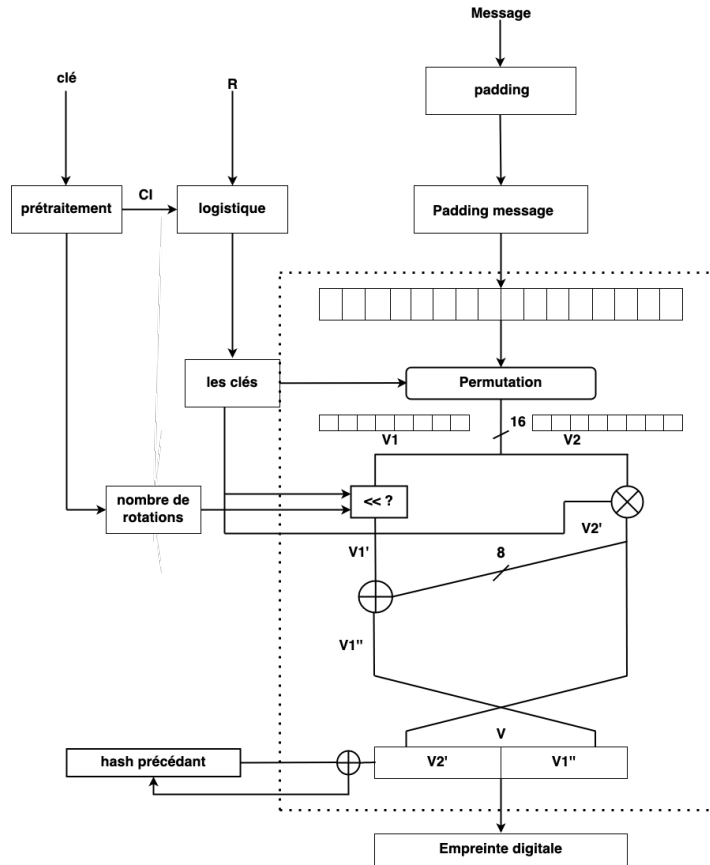 Message
clé
R
padding
prétraitement
CI
logistique
Padding message
les clés
Permutation
16
V1
V2
nombre de
rotations
<< ?
V2'
V1'
8
V1"
V
hash précédant
V2'
V1"
Empreinte digitale